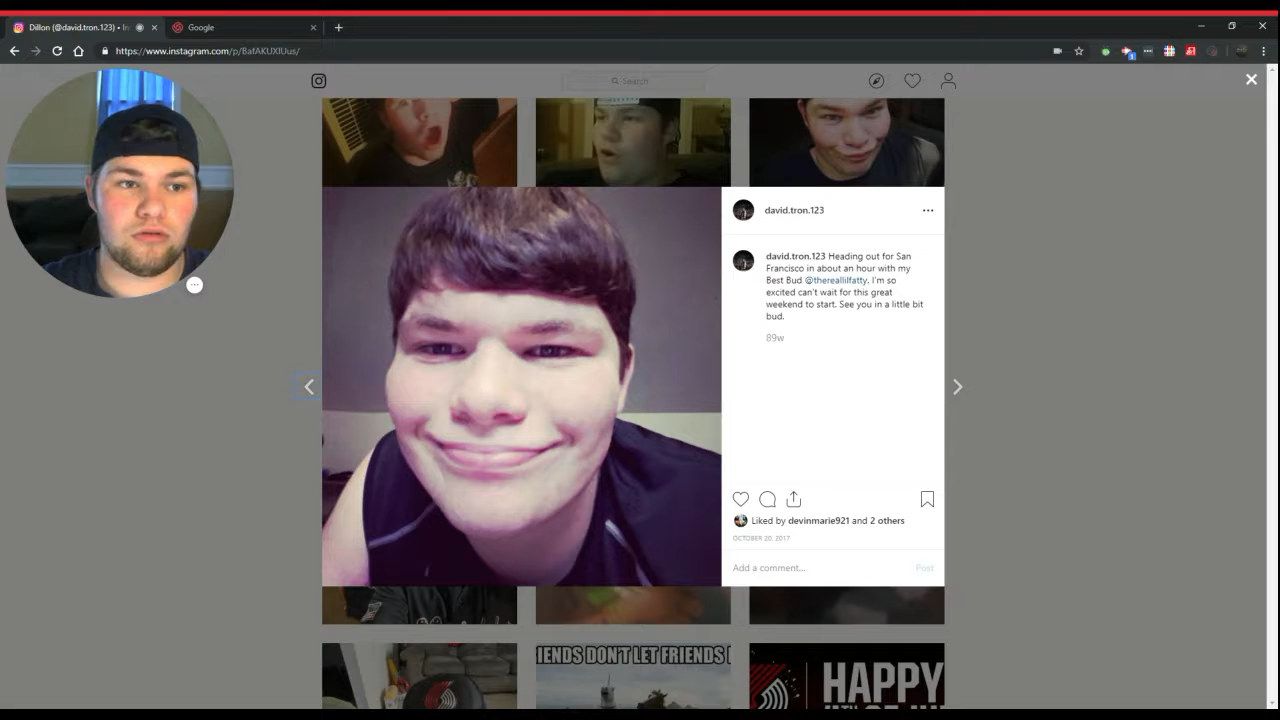 Dillon (@david.tron.123) • In
Google
https://www.instagram.com/p/BafAKUXlUus/
Search
david.tron.123
david.tron.123 Heading out for San
Francisco in about an hour with my
Best Bud @thereallilfatty. I'm so
excited can't wait for this great
weekend to start. See you in a little bit
bud.
89w
Liked by devinmarie921 and 2 others
OCTOBER 20, 2017
Add a comment...
Post
IENDS DON'T LET FRIENDS
HAPPY